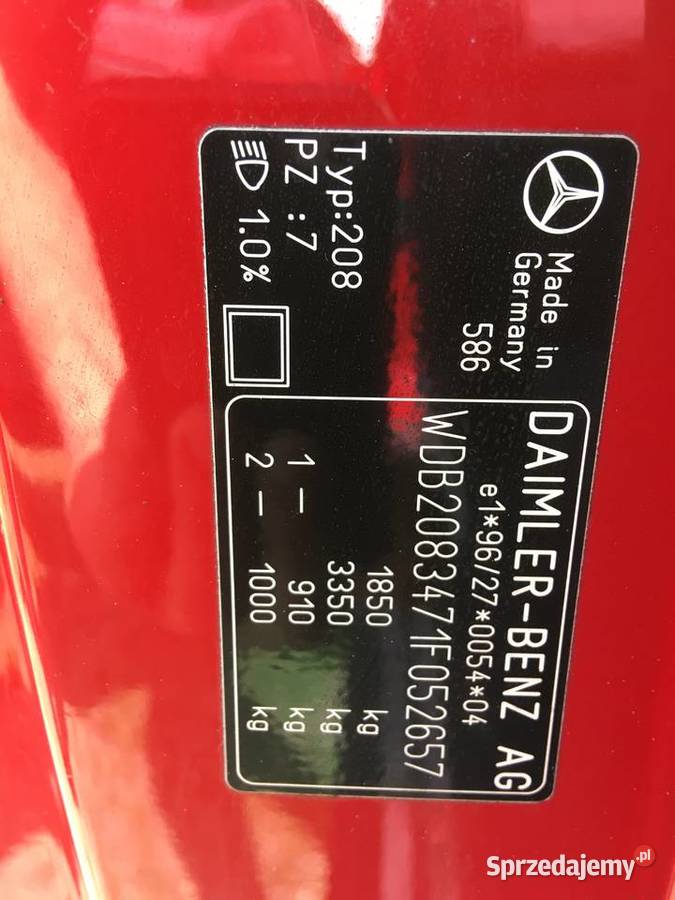 Made in
Germany
586
Typ:208
PZ :7
1.0%
DAIMLER-BENZ AG
e1*96/27*0054*04
WDB2083471F052657
1850 kg
3350 kg
1 — 910 kg
2 — 1000 kg
Sprzedajemy.pl